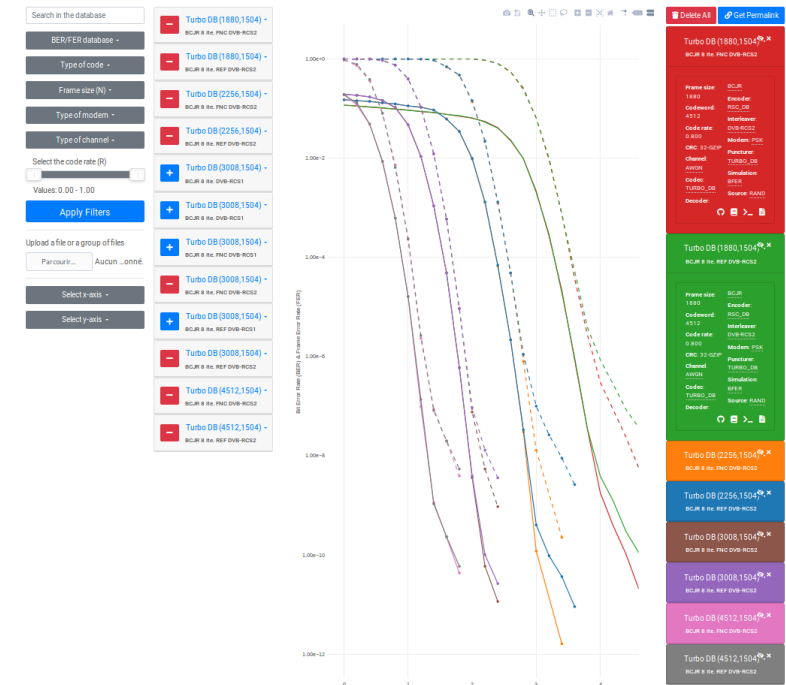 Search in the database
BER/FER database
Type of code
Frame size (N)
Type of modem
Type of channel
Select the code rate (R)
Values: 0.00 - 1.00
Apply Filters
Upload a file or a group of files
Parcourir... Aucun ...onné.
Select x-axis
Select y-axis
Turbo DB (1880,1504)
BCJR 8 ite. FNC DVB-RCS2
Turbo DB (1880,1504)
BCJR 8 ite. REF DVB-RCS2
Turbo DB (2256,1504)
BCJR 8 ite. FNC DVB-RCS2
Turbo DB (2256,1504)
BCJR 8 ite. REF DVB-RCS2
Turbo DB (3008,1504)
BCJR 8 ite. DVB-RCS1
Turbo DB (3008,1504)
BCJR 8 ite. DVB-RCS1
Turbo DB (3008,1504)
BCJR 8 ite. FNC DVB-RCS1
Turbo DB (3008,1504)
BCJR 8 ite. FNC DVB-RCS2
Turbo DB (3008,1504)
BCJR 8 ite. REF DVB-RCS1
Turbo DB (3008,1504)
BCJR 8 ite. REF DVB-RCS2
Turbo DB (4512,1504)
BCJR 8 ite. FNC DVB-RCS2
Turbo DB (4512,1504)
BCJR 8 ite. REF DVB-RCS2
Bit Error Rate (BER) & Frame Error Rate (FER)
1.00e+0
1.00e-2
1.00e-4
1.00e-6
1.00e-8
1.00e-10
1.00e-12
Delete All
Get Permalink
Turbo DB (1880,1504)
BCJR 8 ite. FNC DVB-RCS2
Frame size:
1880
Codeword:
4512
Code rate:
0.800
CRC: 32-GZIP
Channel:
AWGN
Codec:
TURBO_DB
Decoder:
BCJR
Encoder:
RSC_DB
Interleaver:
DVB-RCS2
Modem: PSK
Puncturer:
TURBO_DB
Simulation:
BFER
Source: RAND
Turbo DB (1880,1504)
BCJR 8 ite. REF DVB-RCS2
Frame size:
1880
Codeword:
4512
Code rate:
0.800
CRC: 32-GZIP
Channel:
AWGN
Codec:
TURBO_DB
Decoder:
BCJR
Encoder:
RSC_DB
Interleaver:
DVB-RCS2
Modem: PSK
Puncturer:
TURBO_DB
Simulation:
BFER
Source: RAND
Turbo DB (2256,1504)
BCJR 8 ite. FNC DVB-RCS2
Turbo DB (2256,1504)
BCJR 8 ite. REF DVB-RCS2
Turbo DB (3008,1504)
BCJR 8 ite. FNC DVB-RCS2
Turbo DB (3008,1504)
BCJR 8 ite. REF DVB-RCS2
Turbo DB (4512,1504)
BCJR 8 ite. FNC DVB-RCS2
Turbo DB (4512,1504)
BCJR 8 ite. REF DVB-RCS2